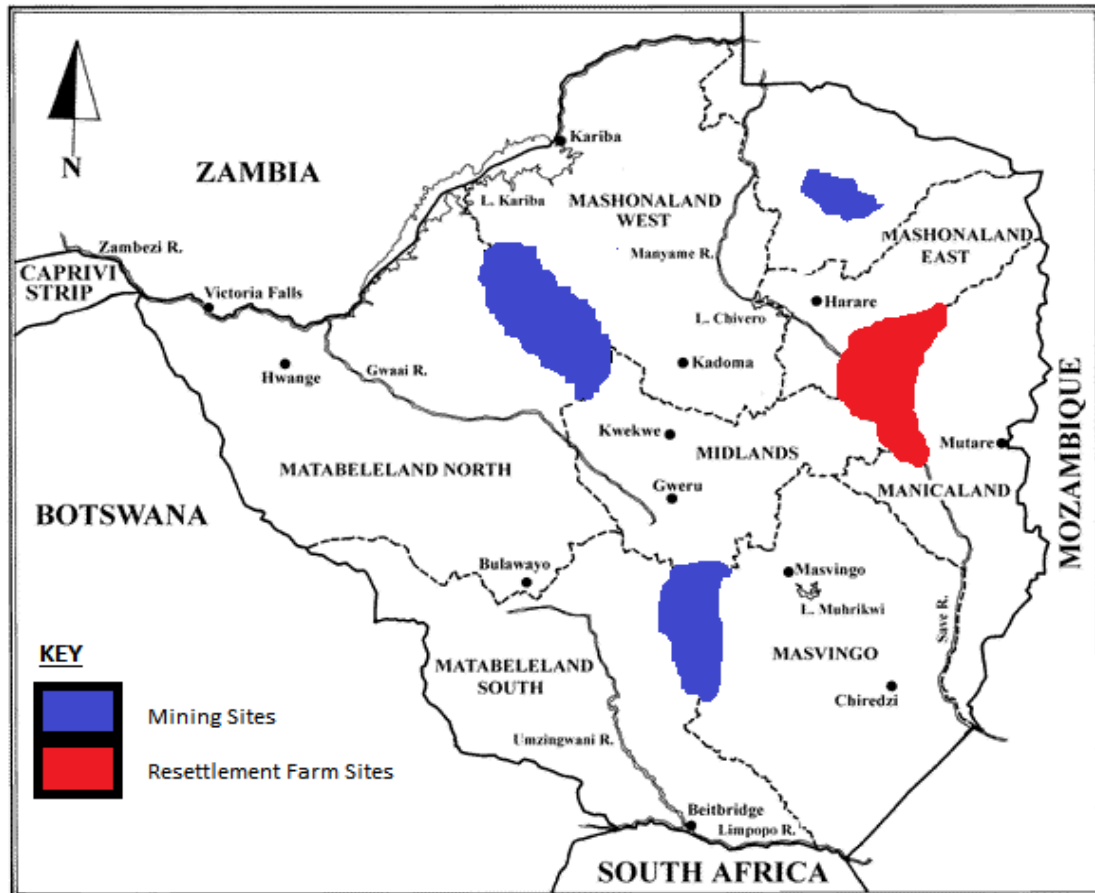 N
ZAMBIA
Kariba
L. Kariba
MASHONALAND
WEST
MASHONALAND
EAST
Manyame R.
Zambezi R.
CAPRIVI
STRIP
Victoria Falls
Harare
L. Chivero
Hwange
Gwaai R.
Kadoma
MOZAMBIQUE
Kwekwe
MIDLANDS
Mutare
MATABELELAND NORTH
Gweru
MANICALAND
BOTSWANA
Bulawayo
Masvingo
L. Muhrikwi
Save R.
KEY
MATABELELAND
SOUTH
MASVINGO
Chiredzi
Mining Sites
Umzingwani R.
Resettlement Farm Sites
Beitbridge
Limpopo R.
SOUTH AFRICA